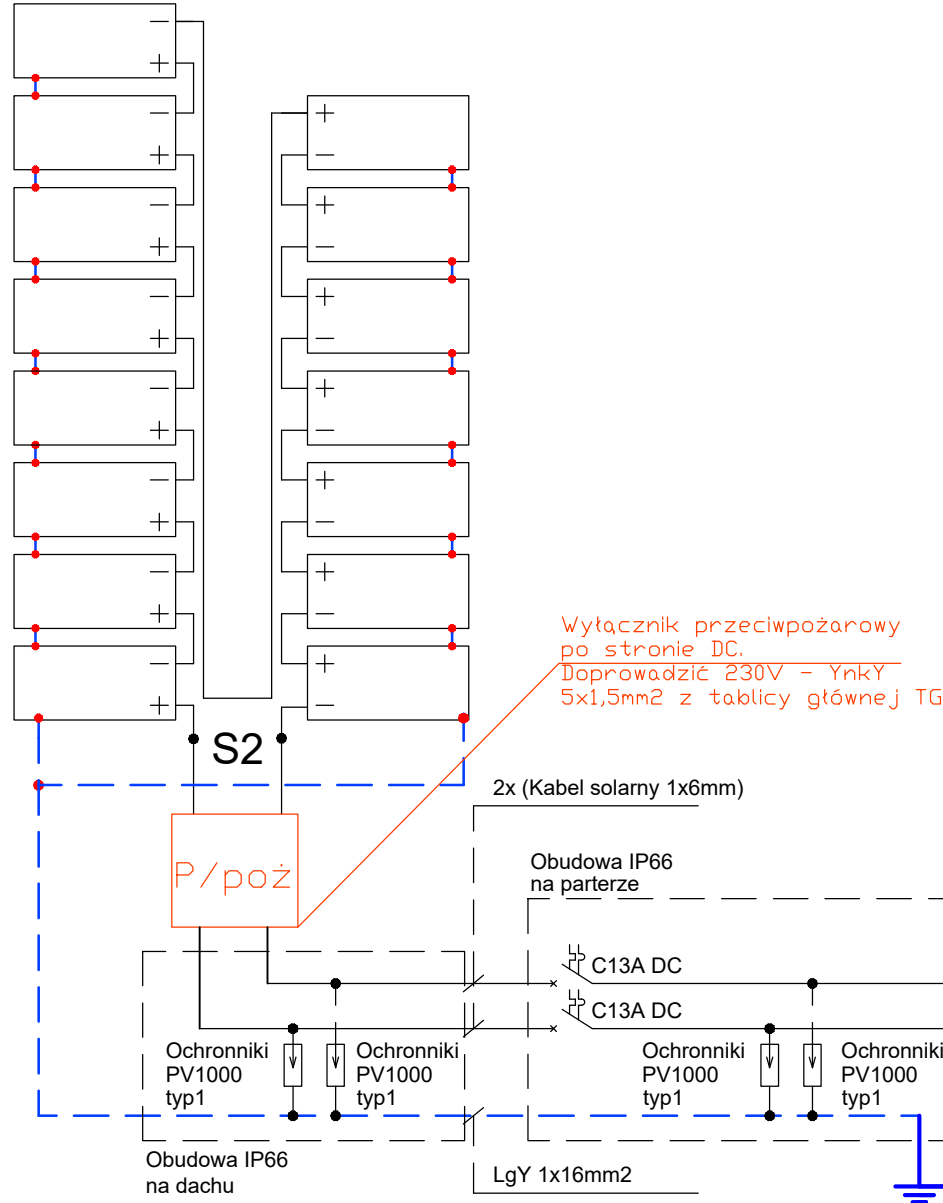 S2
Wyłącznik przeciwpożarowy
po stronie DC.
Doprowadzić 230V - YnkY
5x1,5mm2 z tablicy głównej TG
2x (Kabel solarny 1x6mm)
P/poż
Obudowa IP66
na parterze
C13A DC
C13A DC
Ochronniki
PV1000
typ1
Ochronniki
PV1000
typ1
Ochronniki
PV1000
typ1
Ochronniki
PV1000
typ1
Obudowa IP66
na dachu
LgY 1x16mm2